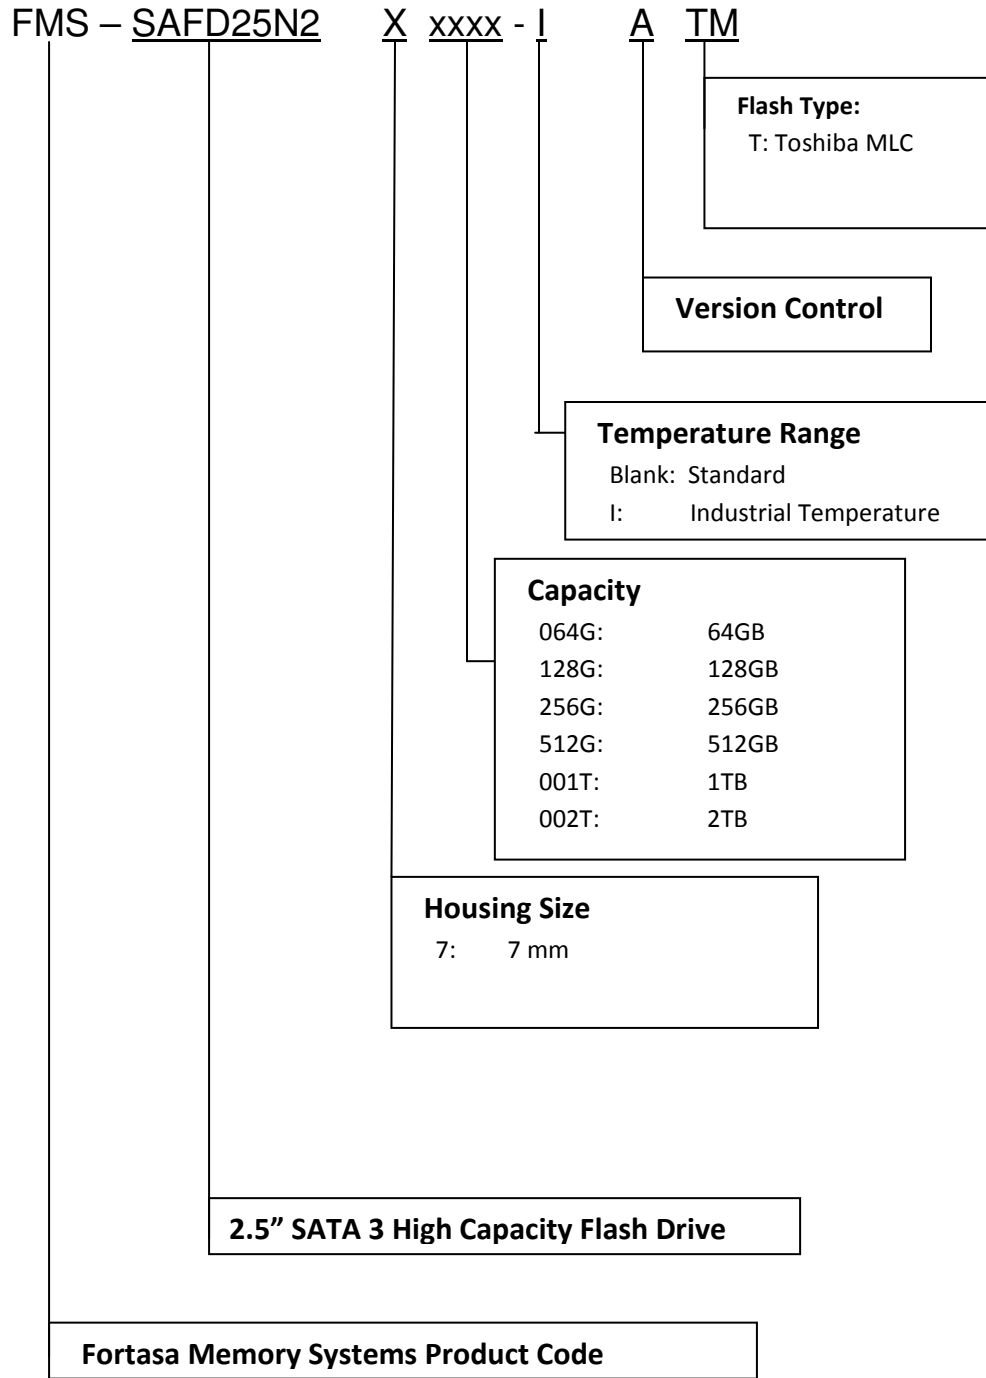 FMS – SAFD25N2 X xxxx - I A TM
Flash Type:
T: Toshiba MLC
Version Control
Temperature Range
Blank: Standard
I: Industrial Temperature
Capacity
064G: 64GB
128G: 128GB
256G: 256GB
512G: 512GB
001T: 1TB
002T: 2TB
Housing Size
7: 7 mm
2.5” SATA 3 High Capacity Flash Drive
Fortasa Memory Systems Product Code